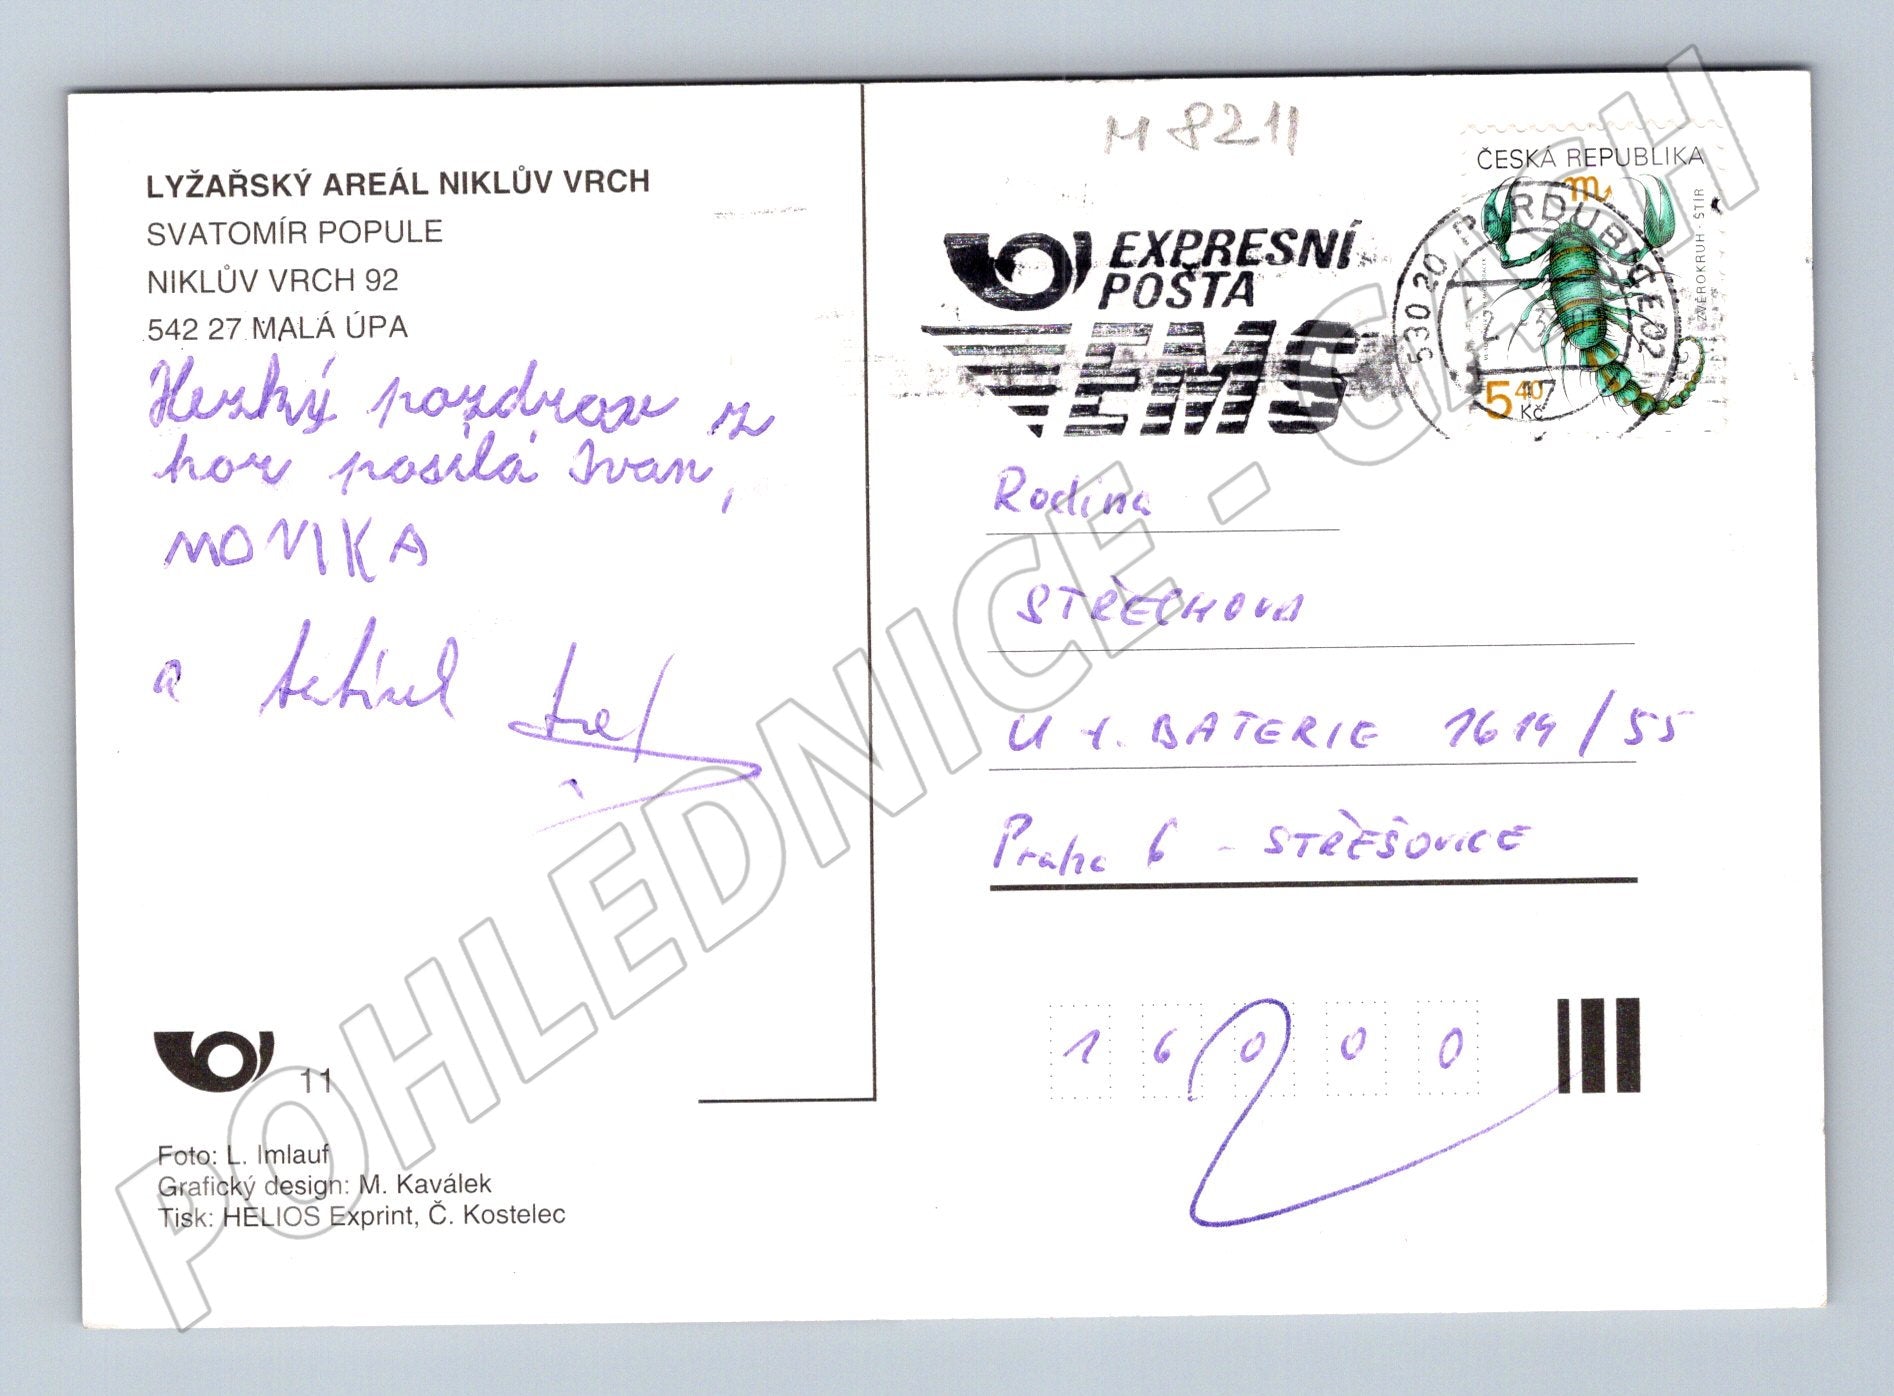 LYŽAŘSKÝ AREÁL NIKLŮV VRCH
SVATOMÍR POPULE
NIKLŮV VRCH 92
542 27 MALÁ ÚPA
Hezký pozdrav z
hor posílá Ivan,
MONIKA
a
11
Foto: L. Imlauf
Grafický design: M. Kaválek
Tisk: HELIOS Exprint, Č. Kostelec
M 8211
EXPRESNÍ
POŠTA
EMS
ČESKÁ REPUBLIKA
ZVĚROKRUH - ŠTÍR
5 40 Kč
530 20 PARDUBICE 02
Rodina
STŘECHOVA
U 1. BATERIE 1619/55
Praha 6 - STŘEŠOVICE
1 6 0 0 0
POHLEDNICE - CASH